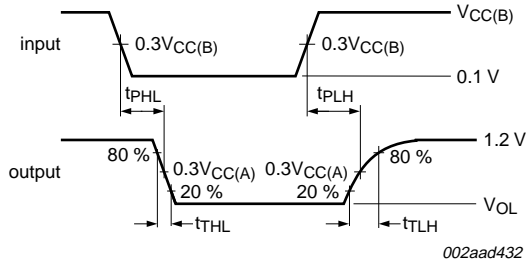 input
0.3VCC(B)
0.3VCC(B)
VCC(B)
0.1 V
tPHL
tPLH
output
80 %
0.3VCC(A)
20 %
0.3VCC(A)
20 %
80 %
1.2 V
VOL
tTHL
tTLH
002aad432